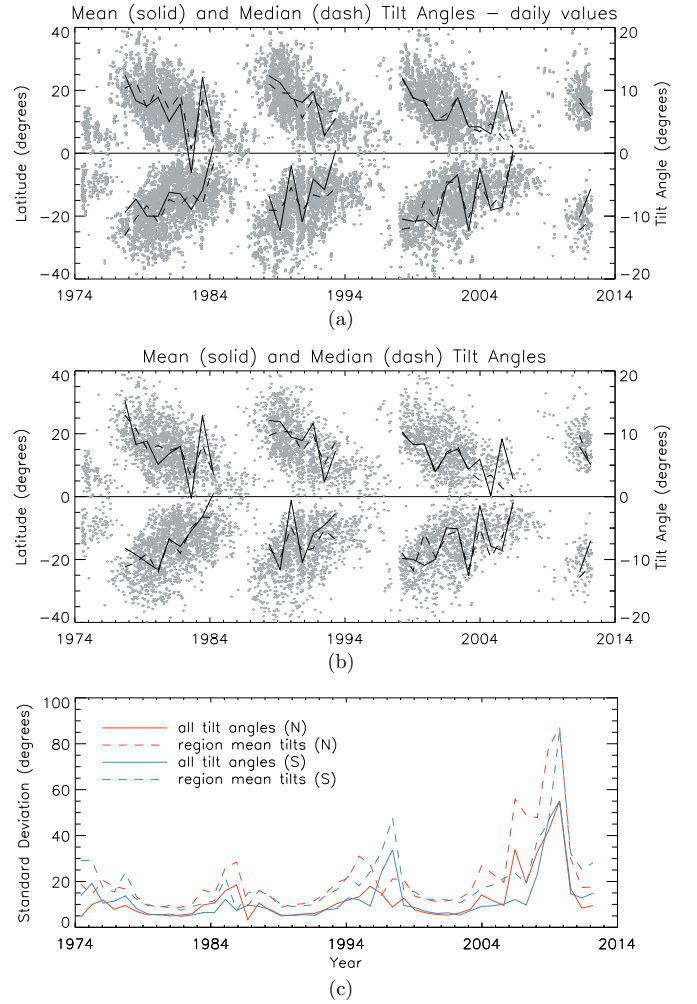 Mean (solid) and Median (dash) Tilt Angles – daily values
40
20
0
−20
−40
Latitude (degrees)
20
10
0
−10
−20
Tilt Angle (degrees)
1974
1984
1994
2004
2014
(a)
Mean (solid) and Median (dash) Tilt Angles
40
20
0
−20
−40
Latitude (degrees)
20
10
0
−10
−20
Tilt Angle (degrees)
1974
1984
1994
2004
2014
(b)
100
80
60
40
20
0
Standard Deviation (degrees)
all tilt angles (N)
region mean tilts (N)
all tilt angles (S)
region mean tilts (S)
1974
1984
1994
2004
2014
Year
(c)